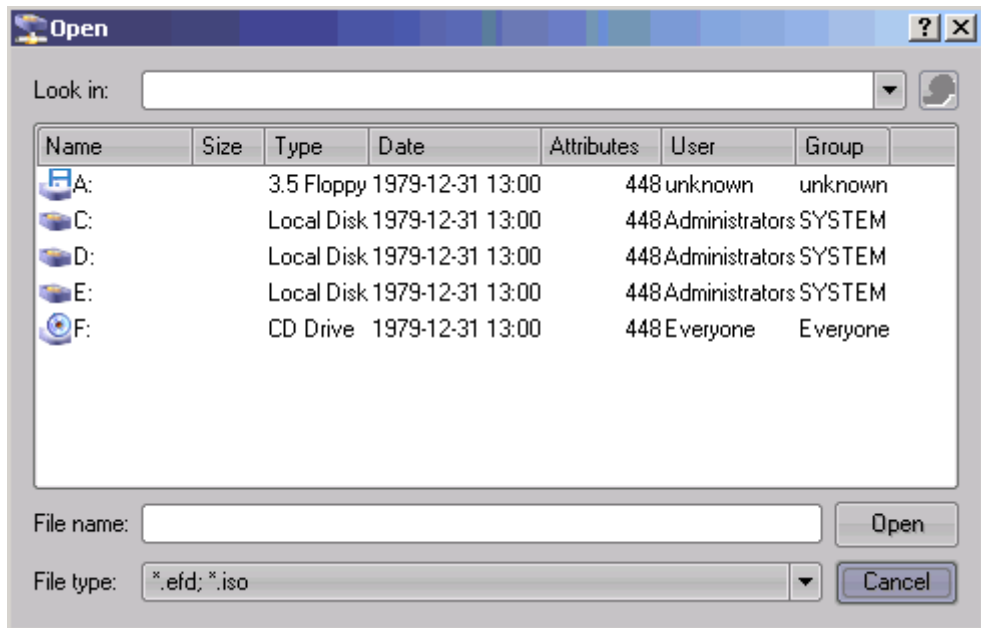 Open
Look in:
Name Size Type Date Attributes User Group
A: 3.5 Floppy 1979-12-31 13:00 448 unknown unknown
C: Local Disk 1979-12-31 13:00 448 Administrators SYSTEM
D: Local Disk 1979-12-31 13:00 448 Administrators SYSTEM
E: Local Disk 1979-12-31 13:00 448 Administrators SYSTEM
F: CD Drive 1979-12-31 13:00 448 Everyone Everyone
File name: Open
File type: *.efd; *.iso Cancel